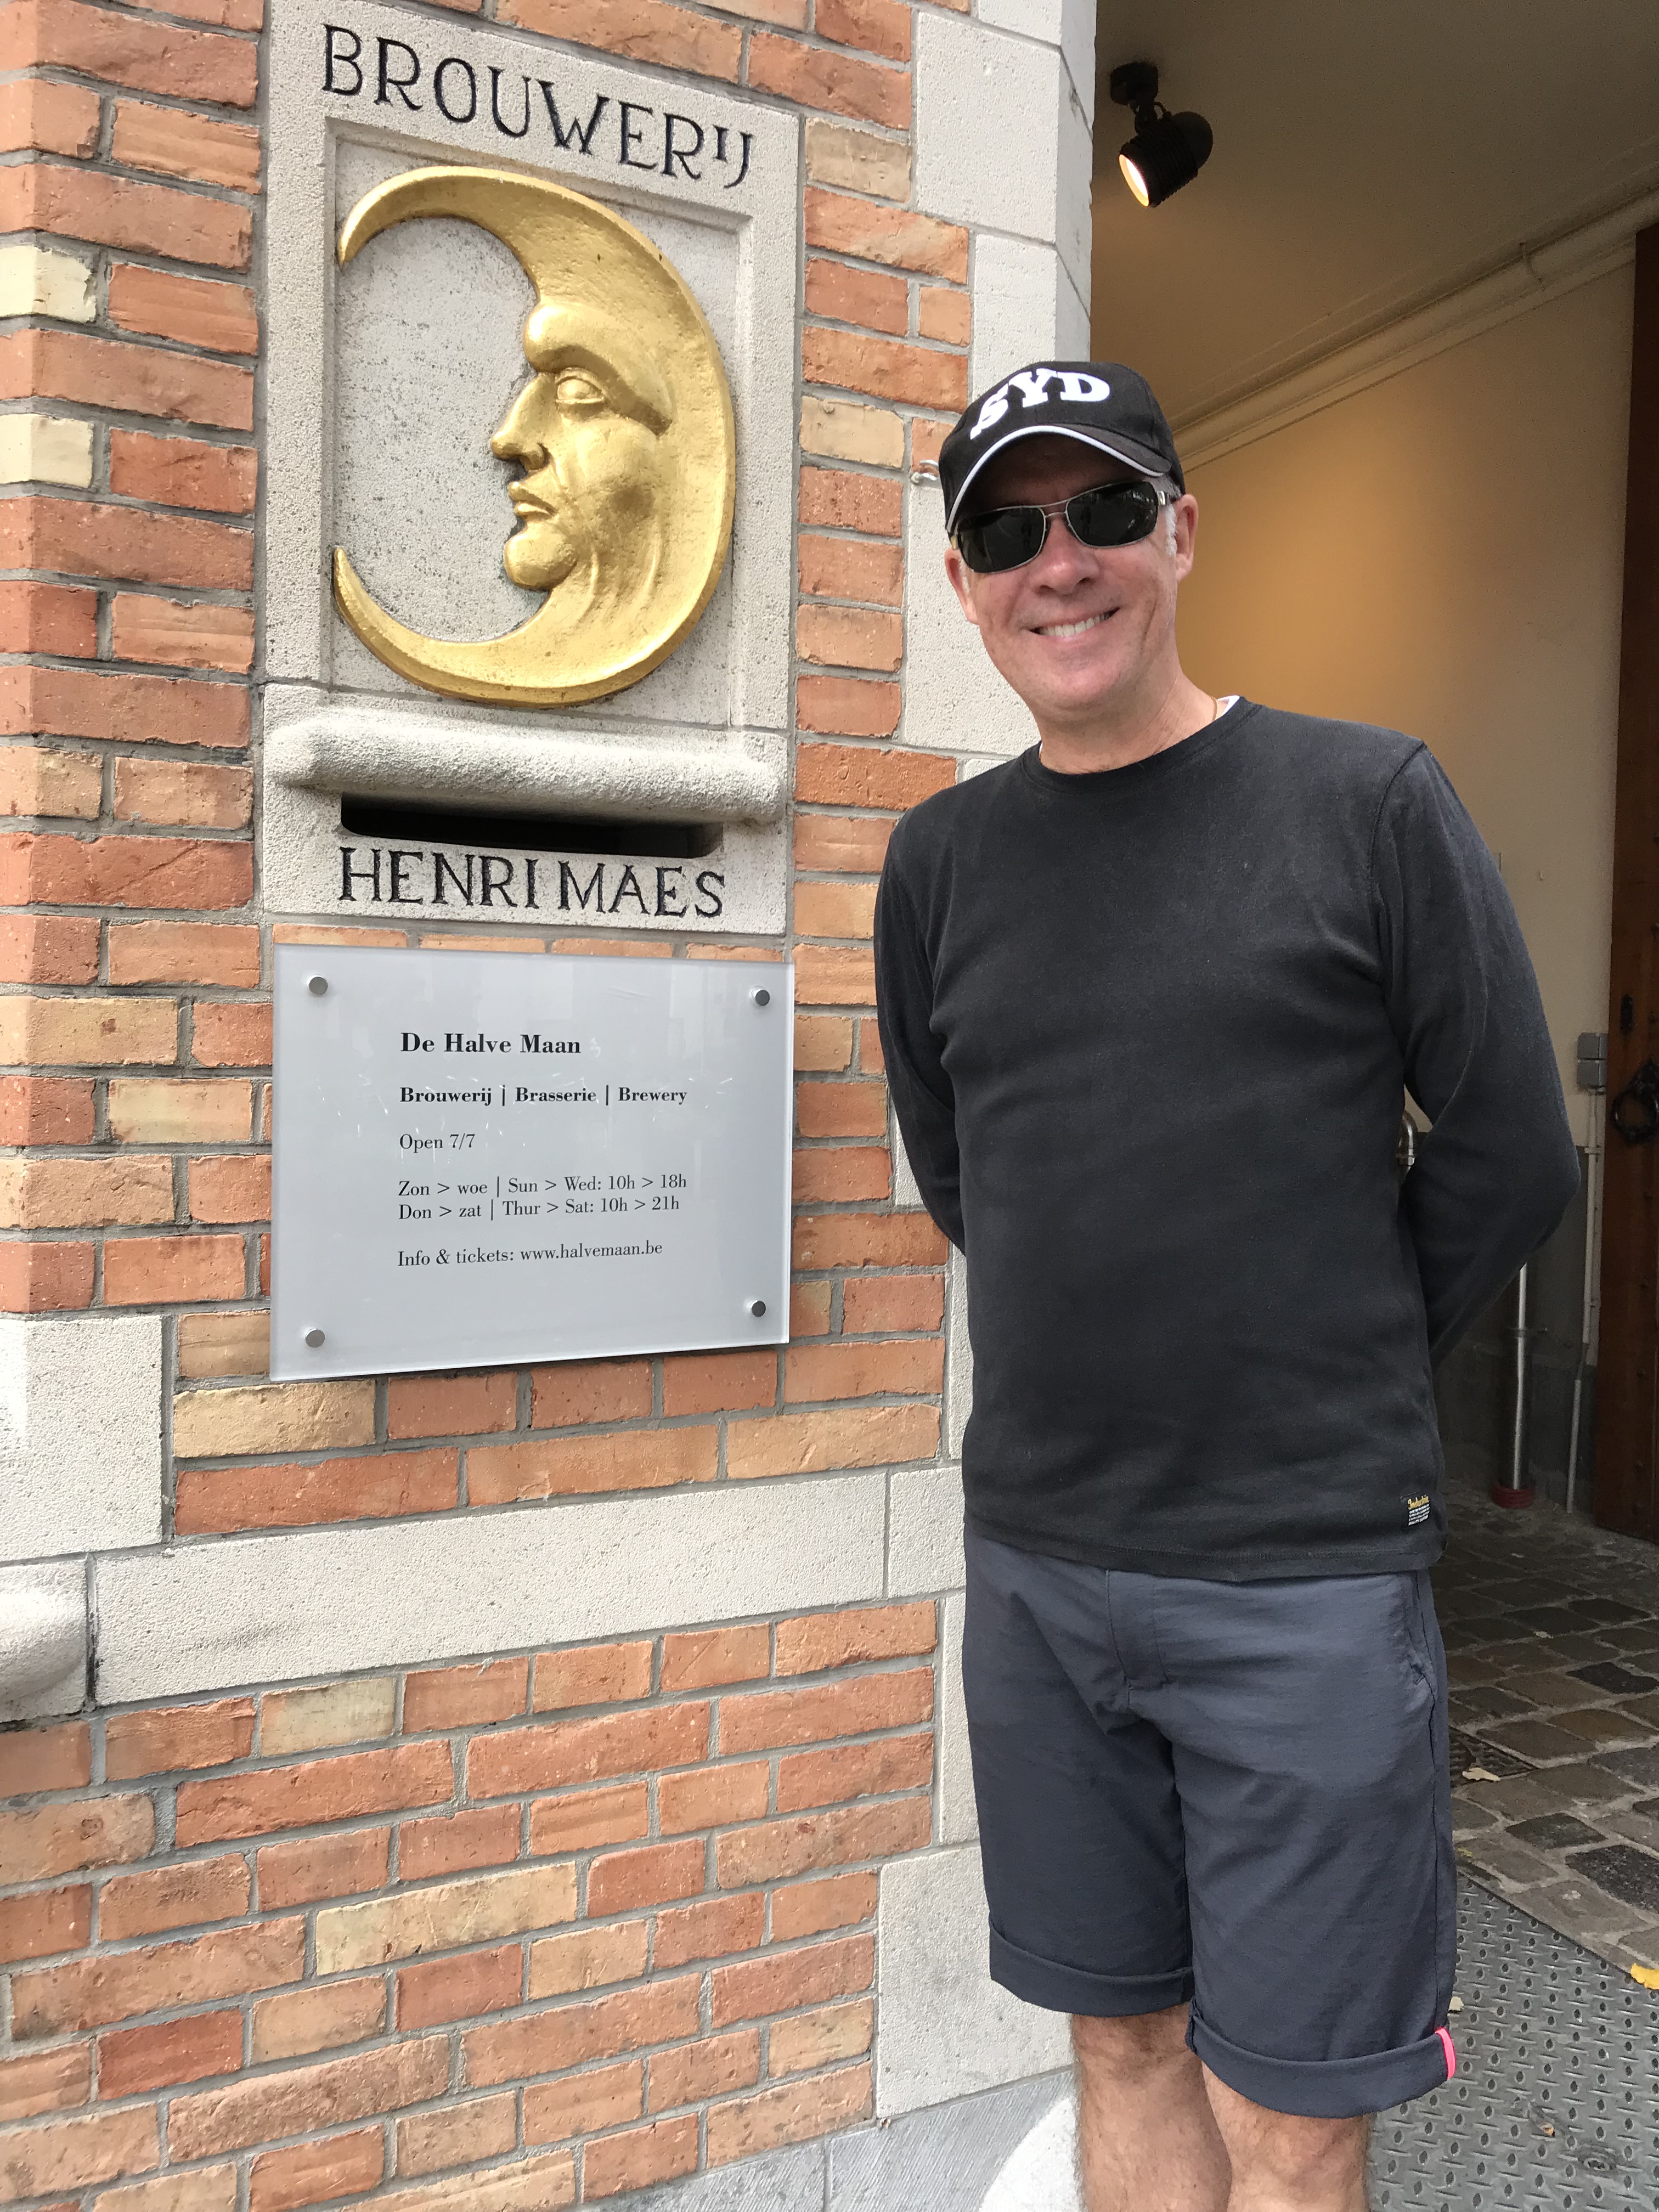 BROUWERIJ
HENRI MAES
De Halve Maan
Brouwerij | Brasserie | Brewery
Open 7/7
Zon > woe | Sun > Wed: 10h > 18h
Don > zat | Thur > Sat: 10h > 21h
Info & tickets: www.halvemaan.be
SYD